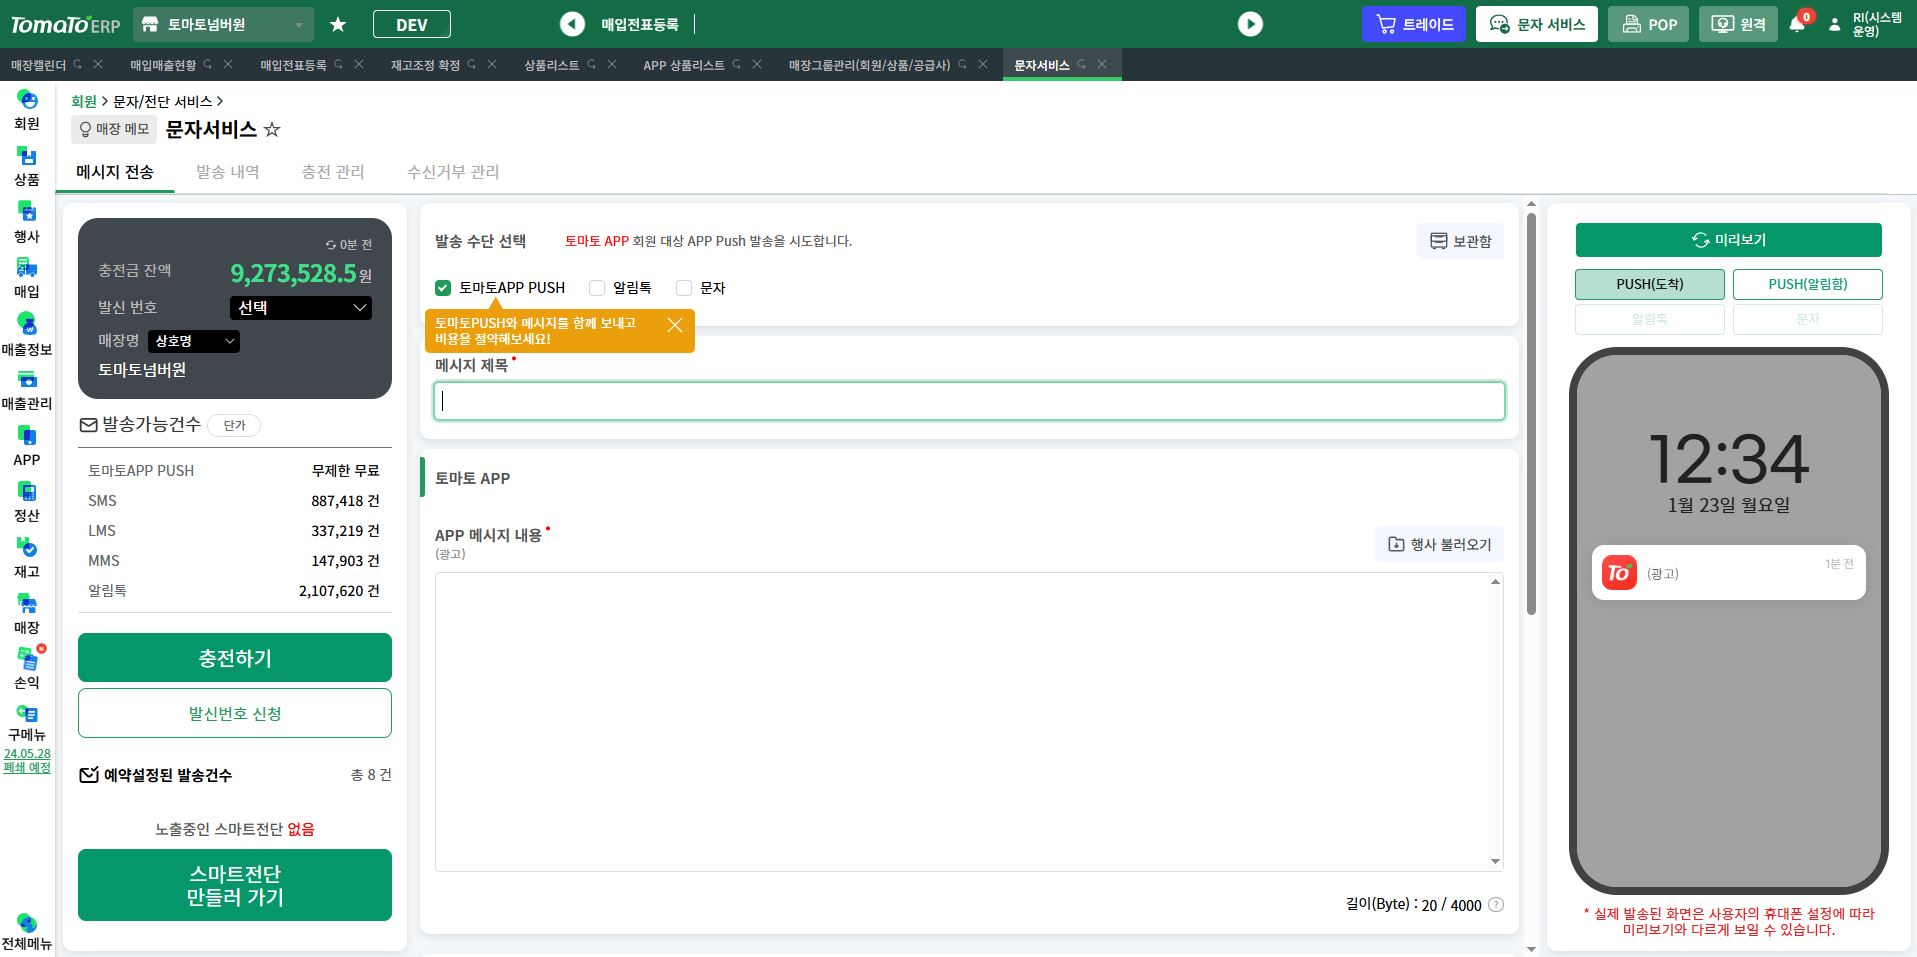 TomaToERP
토마토넘버원
DEV
매입전표등록
트레이드
문자 서비스
POP
원격
0
RI(시스템
운영)
매장캘린더
매입매출현황
매입전표등록
재고조정 확정
상품리스트
APP 상품리스트
매장그룹관리(회원/상품/공급사)
문자서비스
회원
상품
행사
매입
매출정보
매출관리
APP
정산
재고
매장
N
손익
구메뉴
24.05.28
폐쇄 예정
전체메뉴
회원 > 문자/전단 서비스 >
매장 메모
문자서비스
메시지 전송
발송 내역
충전 관리
수신거부 관리
0분 전
충전금 잔액
9,273,528.5원
발신 번호
선택
매장명
상호명
토마토넘버원
발송가능건수
단가
토마토APP PUSH
무제한 무료
SMS
887,418 건
LMS
337,219 건
MMS
147,903 건
알림톡
2,107,620 건
충전하기
발신번호 신청
예약설정된 발송건수
총 8 건
노출중인 스마트전단 없음
스마트전단
만들러 가기
발송 수단 선택
토마토 APP 회원 대상 APP Push 발송을 시도합니다.
보관함
토마토APP PUSH
알림톡
문자
토마토PUSH와 메시지를 함께 보내고
비용을 절약해보세요!
메시지 제목
토마토 APP
APP 메시지 내용
(광고)
행사 불러오기
길이(Byte) : 20 / 4000
?
미리보기
PUSH(도착)
PUSH(알림함)
알림톡
문자
12:34
1월 23일 월요일
To
(광고)
1분 전
* 실제 발송된 화면은 사용자의 휴대폰 설정에 따라
미리보기와 다르게 보일 수 있습니다.